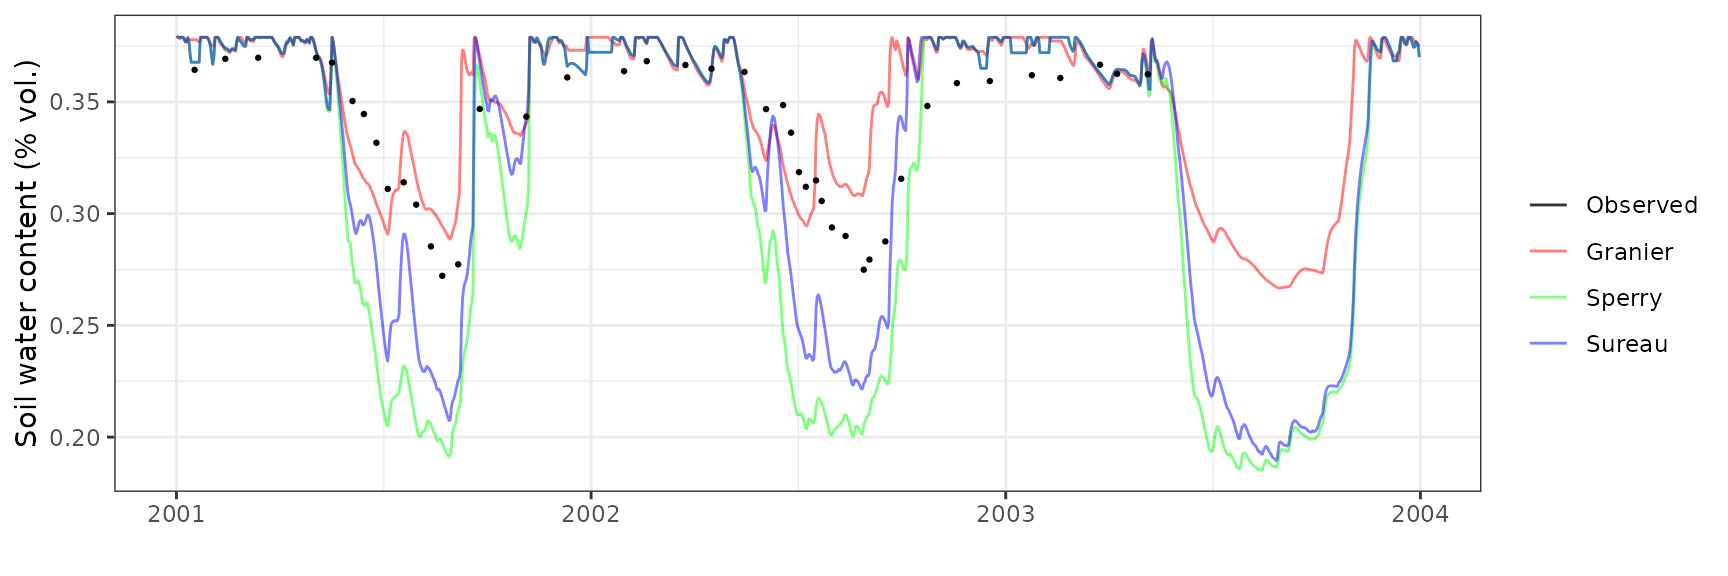 Soil water content (% vol.)
0.35
0.30
0.25
0.20
2001
2002
2003
2004
Observed
Granier
Sperry
Sureau